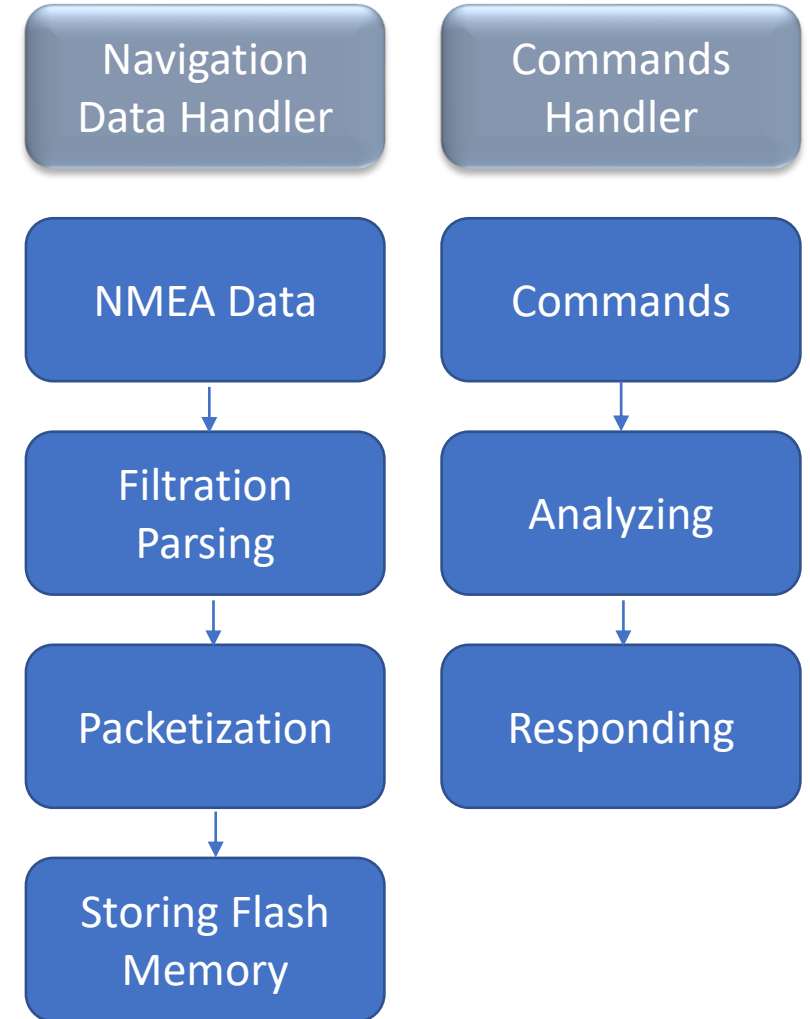 Navigation
Data Handler
NMEA Data
Filtration
Parsing
Packetization
Storing Flash
Memory
Commands
Handler
Commands
Analyzing
Responding